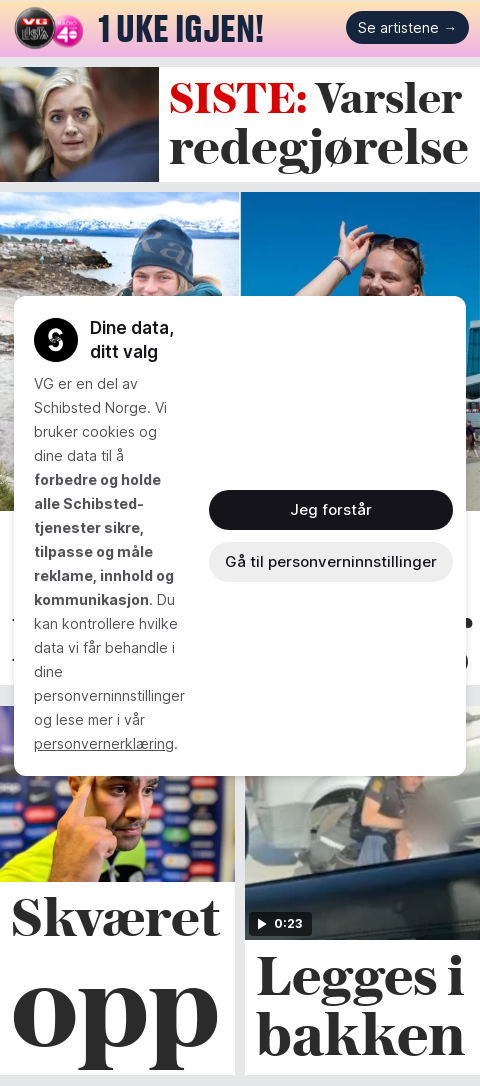 VG
Lista
RADIO
1 UKE IGJEN!
Se artistene →
SISTE: Varsler
redegjørelse
Dine data,
ditt valg
VG er en del av
Schibsted Norge. Vi
bruker cookies og
dine data til å
forbedre og holde
alle Schibsted-
tjenester sikre,
tilpasse og måle
reklame, innhold og
kommunikasjon. Du
kan kontrollere hvilke
data vi får behandle i
dine
personverninnstillinger
og lese mer i vår
personvernerklæring.
Jeg forstår
Gå til personverninnstillinger
Skværet
opp
0:23
Legges i
bakken